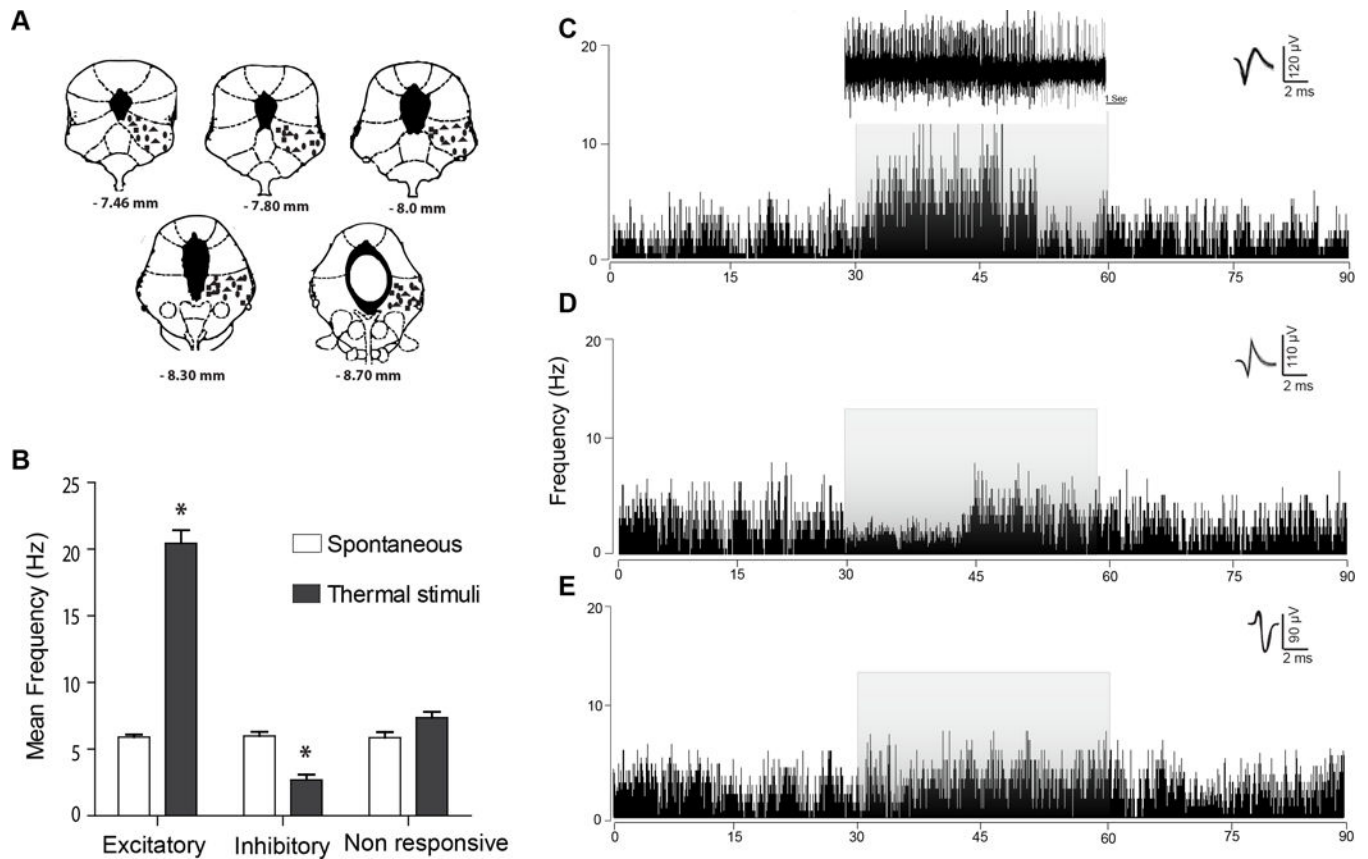 A
- 7.46 mm
- 7.80 mm
- 8.0 mm
- 8.30 mm
- 8.70 mm
B
Mean Frequency (Hz)
25
20
15
10
5
0
*
*
Spontaneous
Thermal stimuli
Excitatory
Inhibitory
Non responsive
C
20
10
0
1 Sec
120 µV
2 ms
0
15
30
45
60
75
90
D
Frequency (Hz)
20
10
0
110 µV
2 ms
0
15
30
45
60
75
90
E
20
10
0
90 µV
2 ms
0
15
30
45
60
75
90